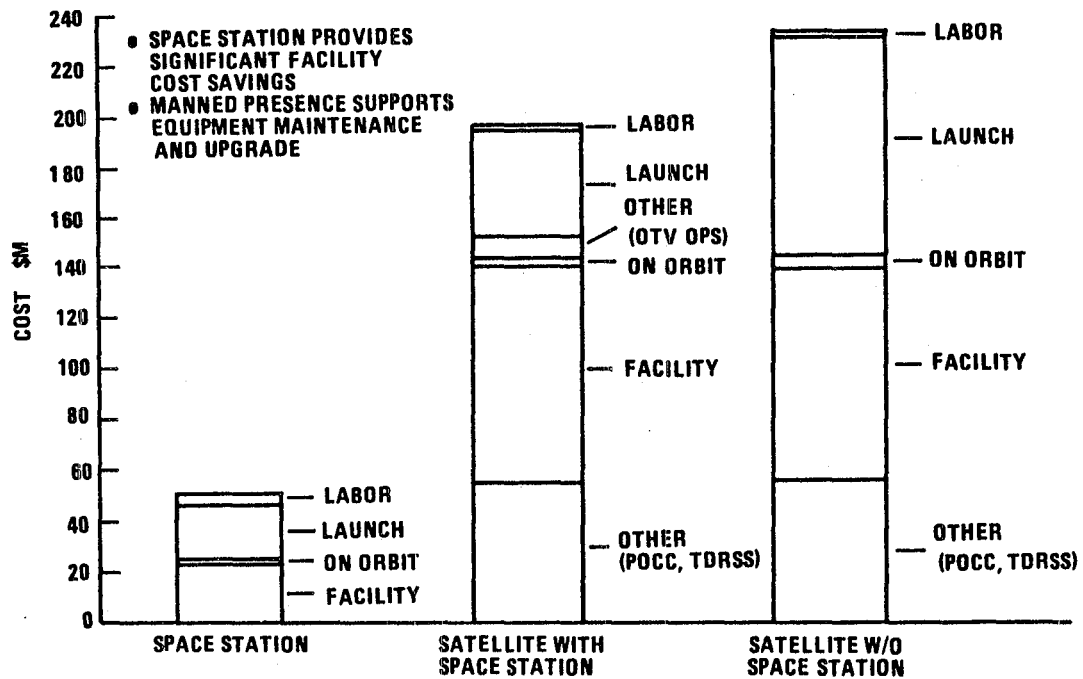 240
220
200
180
160
140
120
100
80
60
40
20
0
COST $M
• SPACE STATION PROVIDES
SIGNIFICANT FACILITY
COST SAVINGS
• MANNED PRESENCE SUPPORTS
EQUIPMENT MAINTENANCE
AND UPGRADE
LABOR
LAUNCH
ON ORBIT
FACILITY
LABOR
LAUNCH
OTHER
(OTV OPS)
ON ORBIT
FACILITY
OTHER
(POCC, TDRSS)
LABOR
LAUNCH
ON ORBIT
FACILITY
OTHER
(POCC, TDRSS)
SPACE STATION
SATELLITE WITH
SPACE STATION
SATELLITE W/O
SPACE STATION